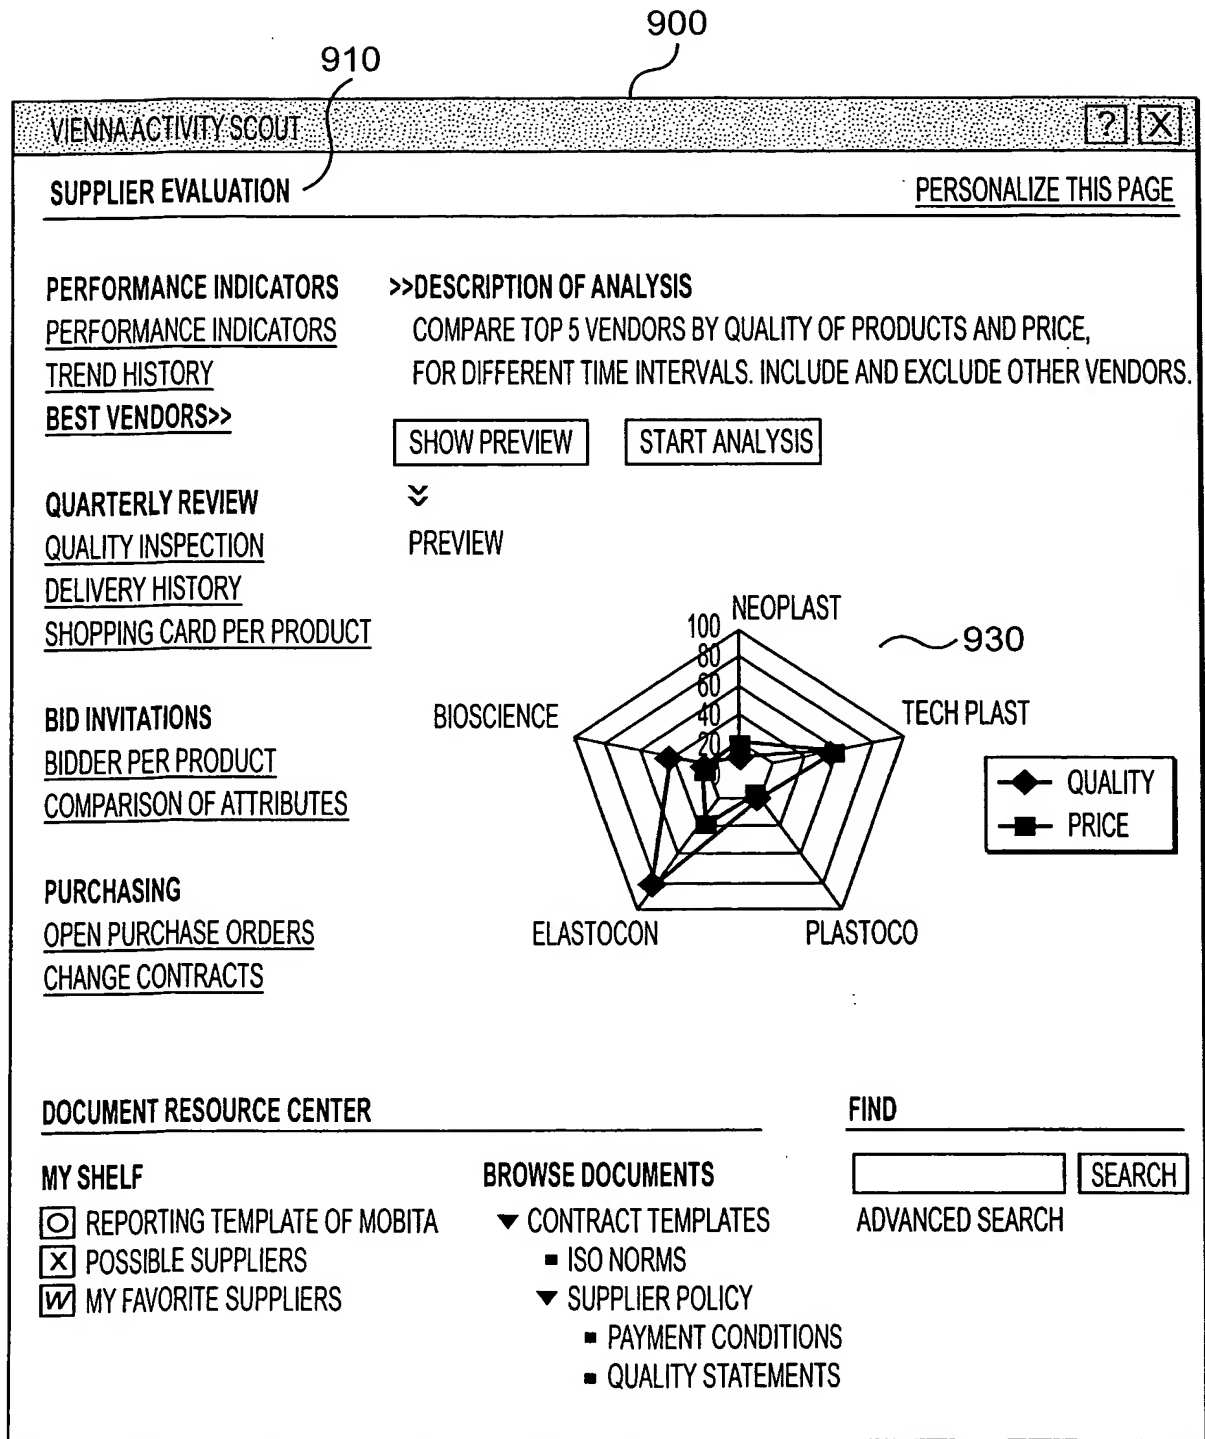 900
910
VIENNA ACTIVITY SCOUT ? X
SUPPLIER EVALUATION PERSONALIZE THIS PAGE
PERFORMANCE INDICATORS
PERFORMANCE INDICATORS
TREND HISTORY
BEST VENDORS>>
>>DESCRIPTION OF ANALYSIS
COMPARE TOP 5 VENDORS BY QUALITY OF PRODUCTS AND PRICE,
FOR DIFFERENT TIME INTERVALS. INCLUDE AND EXCLUDE OTHER VENDORS.
SHOW PREVIEW START ANALYSIS
PREVIEW
QUARTERLY REVIEW
QUALITY INSPECTION
DELIVERY HISTORY
SHOPPING CARD PER PRODUCT
BID INVITATIONS
BIDDER PER PRODUCT
COMPARISON OF ATTRIBUTES
PURCHASING
OPEN PURCHASE ORDERS
CHANGE CONTRACTS
NEOPLAST
100
80
60
40
20
930
BIOSCIENCE
TECH PLAST
QUALITY
PRICE
ELASTOCON
PLASTOCO
DOCUMENT RESOURCE CENTER
MY SHELF
O REPORTING TEMPLATE OF MOBITA
X POSSIBLE SUPPLIERS
W MY FAVORITE SUPPLIERS
BROWSE DOCUMENTS
▼ CONTRACT TEMPLATES
▪ ISO NORMS
▼ SUPPLIER POLICY
▪ PAYMENT CONDITIONS
▪ QUALITY STATEMENTS
FIND
SEARCH
ADVANCED SEARCH